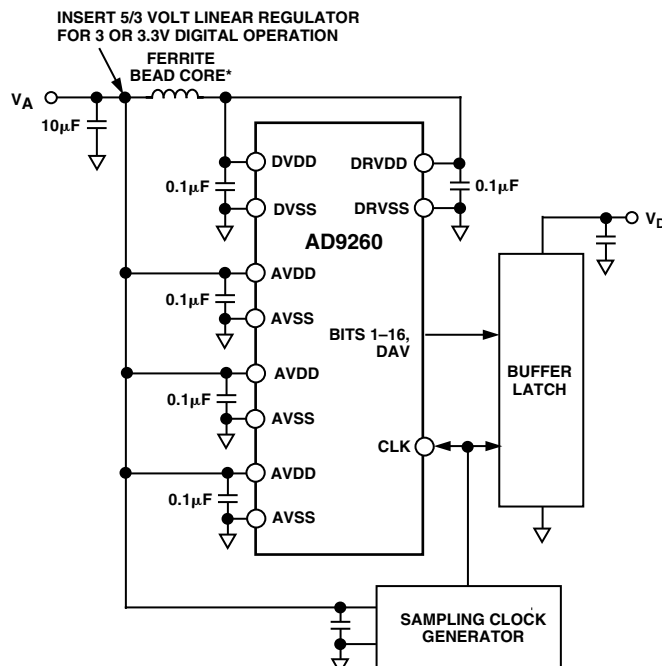 INSERT 5/3 VOLT LINEAR REGULATOR
FOR 3 OR 3.3V DIGITAL OPERATION
FERRITE
BEAD CORE*
VA
10µF
DVDD
DRVDD
0.1µF
0.1µF
DVSS
DRVSS
VD
AD9260
AVDD
0.1µF
AVSS
BITS 1–16,
DAV
BUFFER
LATCH
AVDD
0.1µF
AVSS
CLK
AVDD
0.1µF
AVSS
SAMPLING CLOCK
GENERATOR